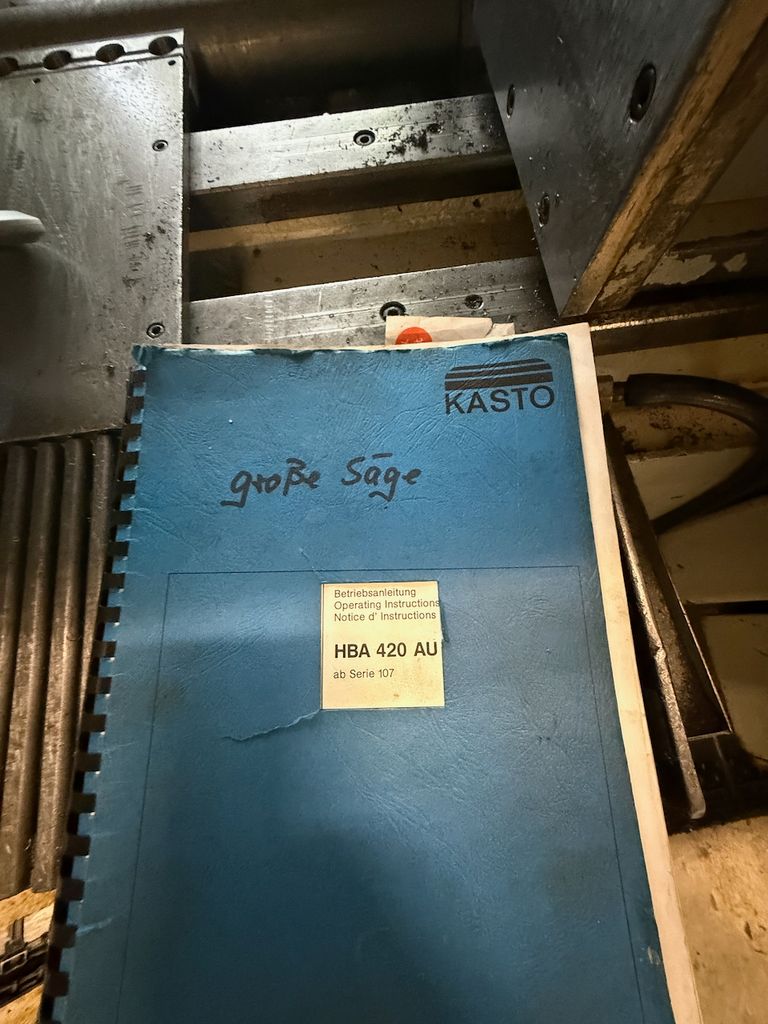 KASTO
große Säge
Betriebsanleitung
Operating Instructions
Notice d' Instructions
HBA 420 AU
ab Serie 107